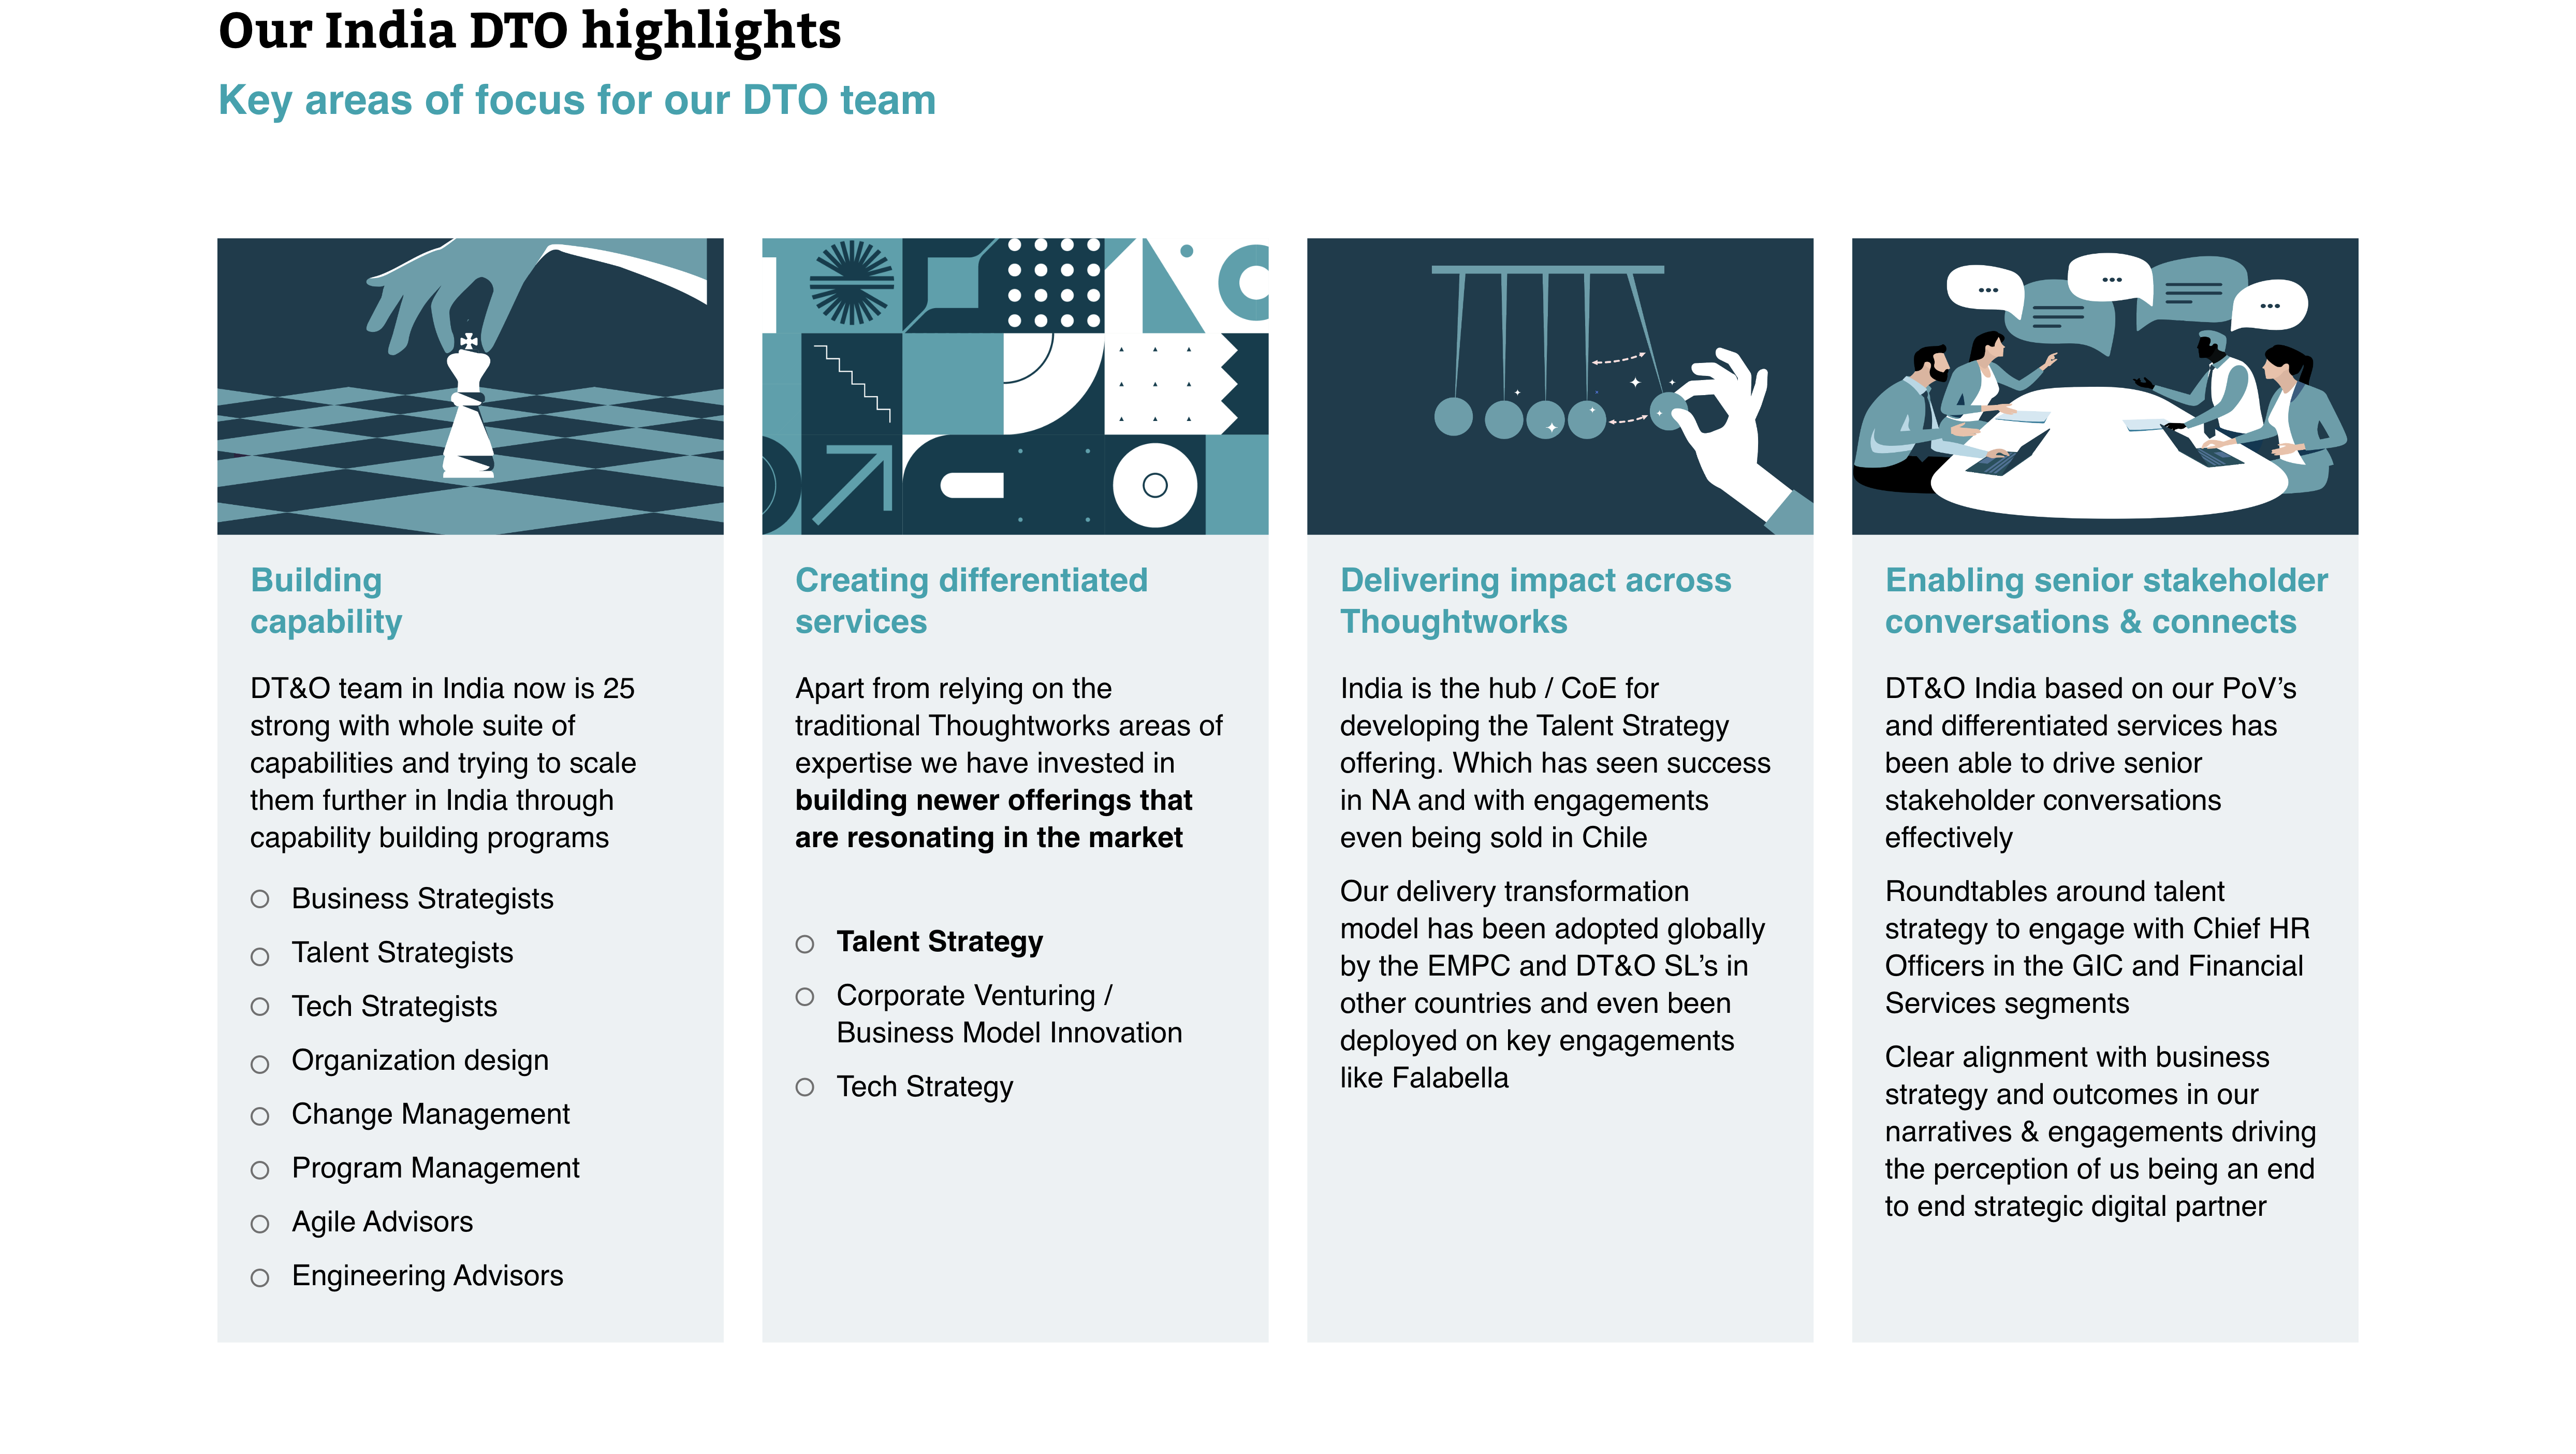 Our India DTO highlights
Key areas of focus for our DTO team
Building
capability
DT&O team in India now is 25
strong with whole suite of
capabilities and trying to scale
them further in India through
capability building programs
Business Strategists
Talent Strategists
Tech Strategists
Organization design
Change Management
Program Management
Agile Advisors
Engineering Advisors
Creating differentiated
services
Apart from relying on the
traditional Thoughtworks areas of
expertise we have invested in
building newer offerings that
are resonating in the market
Talent Strategy
Corporate Venturing /
Business Model Innovation
Tech Strategy
Delivering impact across
Thoughtworks
India is the hub / CoE for
developing the Talent Strategy
offering. Which has seen success
in NA and with engagements
even being sold in Chile
Our delivery transformation
model has been adopted globally
by the EMPC and DT&O SL’s in
other countries and even been
deployed on key engagements
like Falabella
Enabling senior stakeholder
conversations & connects
DT&O India based on our PoV’s
and differentiated services has
been able to drive senior
stakeholder conversations
effectively
Roundtables around talent
strategy to engage with Chief HR
Officers in the GIC and Financial
Services segments
Clear alignment with business
strategy and outcomes in our
narratives & engagements driving
the perception of us being an end
to end strategic digital partner